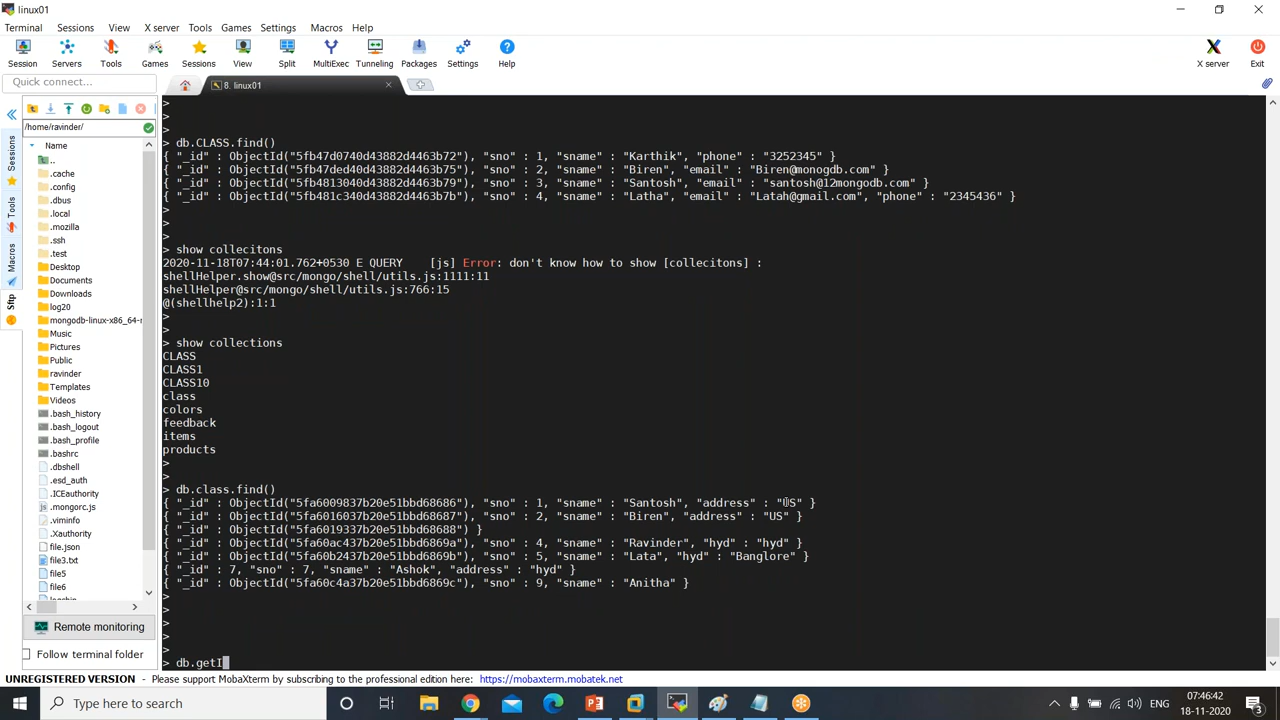 linux01
Terminal Sessions View X server Tools Games Settings Macros Help
Session Servers Tools Games Sessions View Split MultiExec Tunneling Packages Settings Help X server Exit
Quick connect...
8. linux01
/home/ravinder/
Name
..
.cache
.config
.dbus
.local
.mozilla
.ssh
.test
Desktop
Documents
Downloads
log20
mongodb-linux-x86_64-r
Music
Pictures
Public
ravinder
Templates
Videos
.bash_history
.bash_logout
.bash_profile
.bashrc
.dbshell
.esd_auth
.ICEauthority
.mongorc.js
.viminfo
.Xauthority
file.json
file3.txt
file5
file6
Sessions
Tools
Macros
Sftp
Remote monitoring
Follow terminal folder
>
>
>
> db.CLASS.find()
{ "_id" : ObjectId("5fb47d0740d43882d4463b72"), "sno" : 1, "sname" : "Karthik", "phone" : "3252345" }
{ "_id" : ObjectId("5fb47ded40d43882d4463b75"), "sno" : 2, "sname" : "Biren", "email" : "Biren@monogdb.com" }
{ "_id" : ObjectId("5fb4813040d43882d4463b79"), "sno" : 3, "sname" : "Santosh", "email" : "santosh@12mongodb.com" }
{ "_id" : ObjectId("5fb481c340d43882d4463b7b"), "sno" : 4, "sname" : "Latha", "email" : "Latah@gmail.com", "phone" : "2345436" }
>
>
>
> show collecitons
2020-11-18T07:44:01.762+0530 E QUERY [js] Error: don't know how to show [collecitons] :
shellHelper.show@src/mongo/shell/utils.js:1111:11
shellHelper@src/mongo/shell/utils.js:766:15
@(shellhelp2):1:1
>
>
> show collections
CLASS
CLASS1
CLASS10
class
colors
feedback
items
products
>
>
> db.class.find()
{ "_id" : ObjectId("5fa6009837b20e51bbd68686"), "sno" : 1, "sname" : "Santosh", "address" : "US" }
{ "_id" : ObjectId("5fa6016037b20e51bbd68687"), "sno" : 2, "sname" : "Biren", "address" : "US" }
{ "_id" : ObjectId("5fa6019337b20e51bbd68688") }
{ "_id" : ObjectId("5fa60ac437b20e51bbd6869a"), "sno" : 4, "sname" : "Ravinder", "hyd" : "hyd" }
{ "_id" : ObjectId("5fa60b2437b20e51bbd6869b"), "sno" : 5, "sname" : "Lata", "hyd" : "Banglore" }
{ "_id" : 7, "sno" : 7, "sname" : "Ashok", "address" : "hyd" }
{ "_id" : ObjectId("5fa60c4a37b20e51bbd6869c"), "sno" : 9, "sname" : "Anitha" }
>
>
>
>
> db.getI
UNREGISTERED VERSION - Please support MobaXterm by subscribing to the professional edition here: https://mobaxterm.mobatek.net
Type here to search
ENG
07:46:42
18-11-2020
3